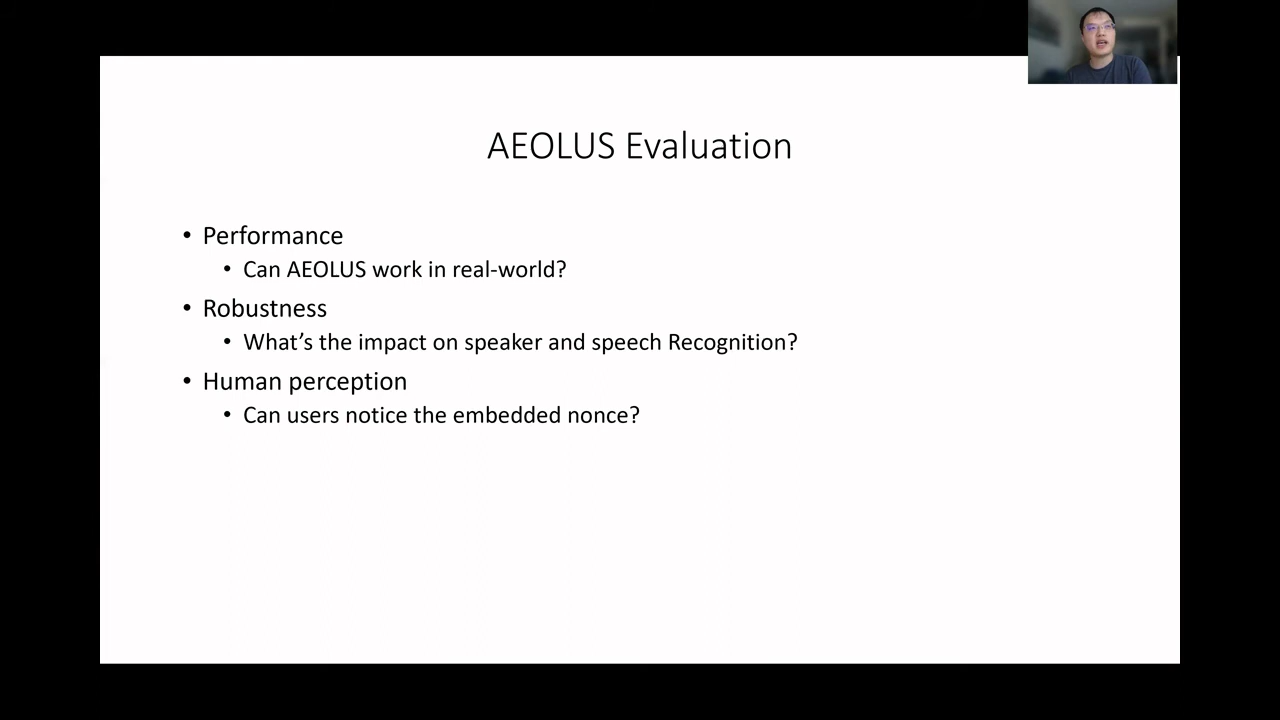 AEOLUS Evaluation
• Performance
• Can AEOLUS work in real-world?
• Robustness
• What’s the impact on speaker and speech Recognition?
• Human perception
• Can users notice the embedded nonce?